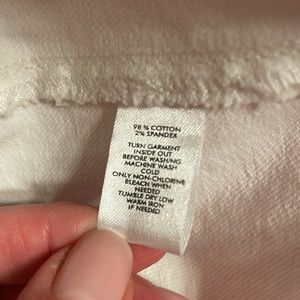 98 % COTTON
2% SPANDEX
TURN GARMENT
INSIDE OUT
BEFORE WASHING
MACHINE WASH
COLD
ONLY NON-CHLORINE
BLEACH WHEN
NEEDED
TUMBLE DRY LOW
WARM IRON
IF NEEDED